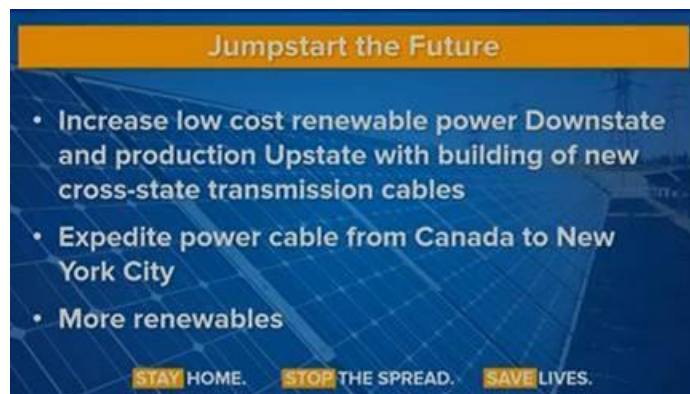 Jumpstart the Future
• Increase low cost renewable power Downstate
and production Upstate with building of new
cross-state transmission cables
• Expedite power cable from Canada to New
York City
• More renewables
STAY HOME. STOP THE SPREAD. SAVE LIVES.